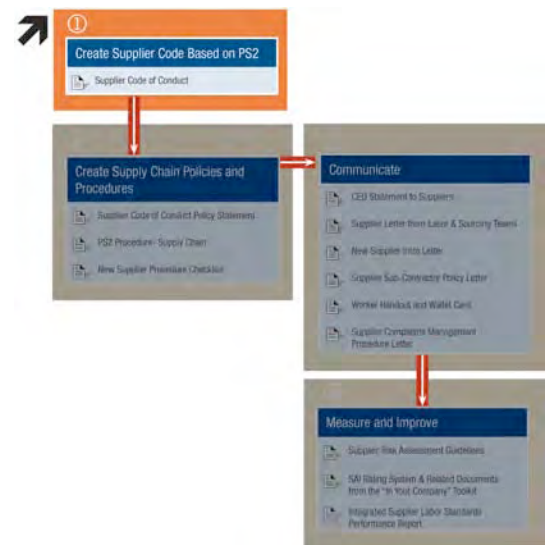 ①
Create Supplier Code Based on PS2
Supplier Code of Conduct
Create Supply Chain Policies and
Procedures
Supplier Code of Conduct Policy Statement
PS2 Procedure- Supply Chain
New Supplier Procedure Checklist
Communicate
CEO Statement to Suppliers
Supplier Letter from Labor & Sourcing Teams
New Supplier Intro Letter
Supplier Sub-Contractor Policy Letter
Worker Handout and Wallet Card
Supplier Complaints Management
Procedure Letter
Measure and Improve
Supplier Risk Assessment Guidelines
SAI Rating System & Related Documents
from the "In Your Company" Toolkit
Integrated Supplier Labor Standards
Performance Report